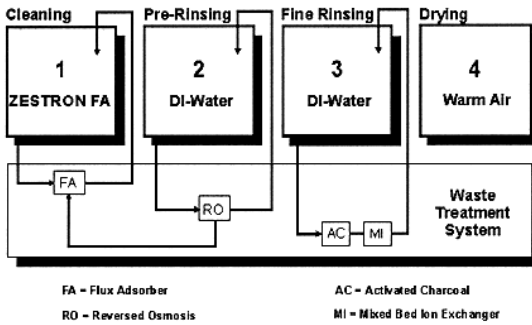 Cleaning
Pre-Rinsing
Fine Rinsing
Drying
1
ZESTRON FA
2
DI-Water
3
DI-Water
4
Warm Air
FA
RO
AC
MI
Waste
Treatment
System
FA = Flux Adsorber
AC = Activated Charcoal
RO = Reversed Osmosis
MI = Mixed Bed Ion Exchanger